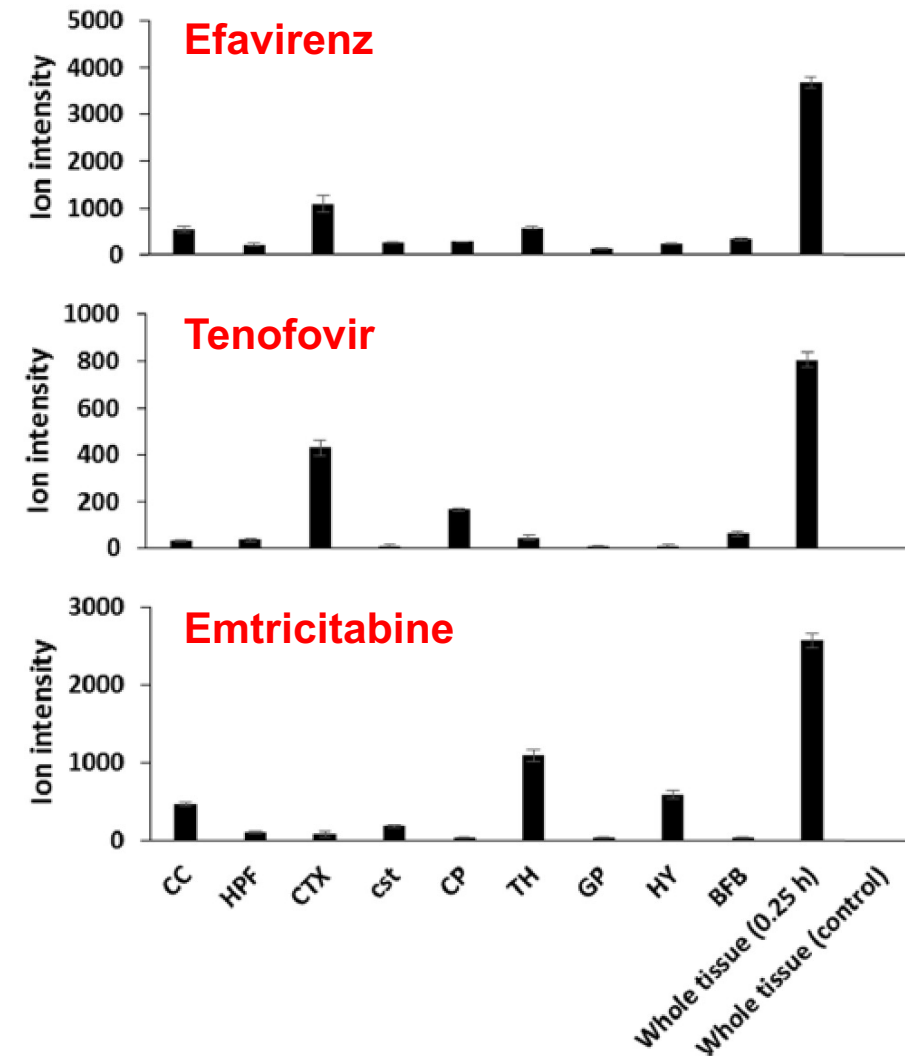 Efavirenz
Ion intensity
5000
4000
3000
2000
1000
0
Tenofovir
Ion intensity
1000
800
600
400
200
0
Emtricitabine
Ion intensity
3000
2000
1000
0
CC
HPF
CTX
cst
CP
TH
GP
HY
BFB
Whole tissue (0.25 h)
Whole tissue (control)